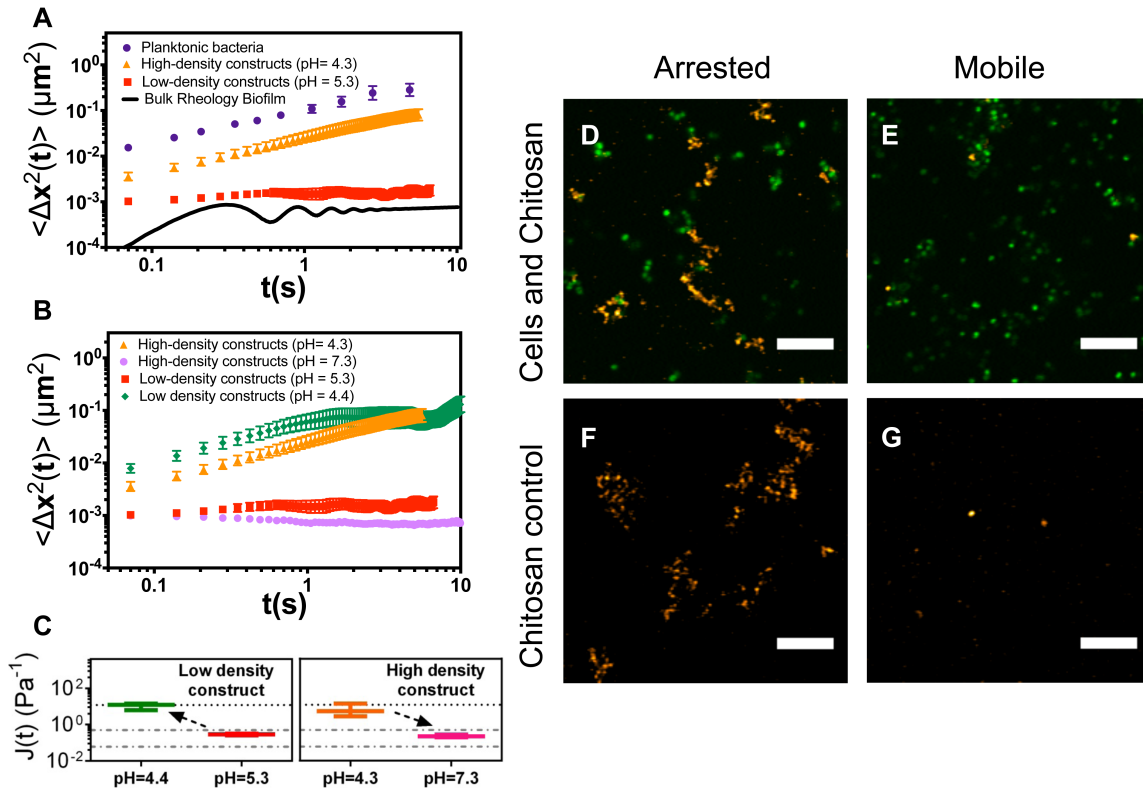 A
<Δx²(t)> (μm²)
10⁰
10⁻¹
10⁻²
10⁻³
10⁻⁴
Planktonic bacteria
High-density constructs (pH= 4.3)
Low-density constructs (pH = 5.3)
Bulk Rheology Biofilm
0.1
1
10
t(s)
B
<Δx²(t)> (μm²)
10⁰
10⁻¹
10⁻²
10⁻³
10⁻⁴
High-density constructs (pH= 4.3)
High-density constructs (pH = 7.3)
Low-density constructs (pH = 5.3)
Low density constructs (pH = 4.4)
0.1
1
10
t(s)
C
J(t) (Pa⁻¹)
10²
10⁰
10⁻²
Low density
construct
High density
construct
pH=4.4
pH=5.3
pH=4.3
pH=7.3
Arrested
Mobile
Cells and Chitosan
D
E
Chitosan control
F
G